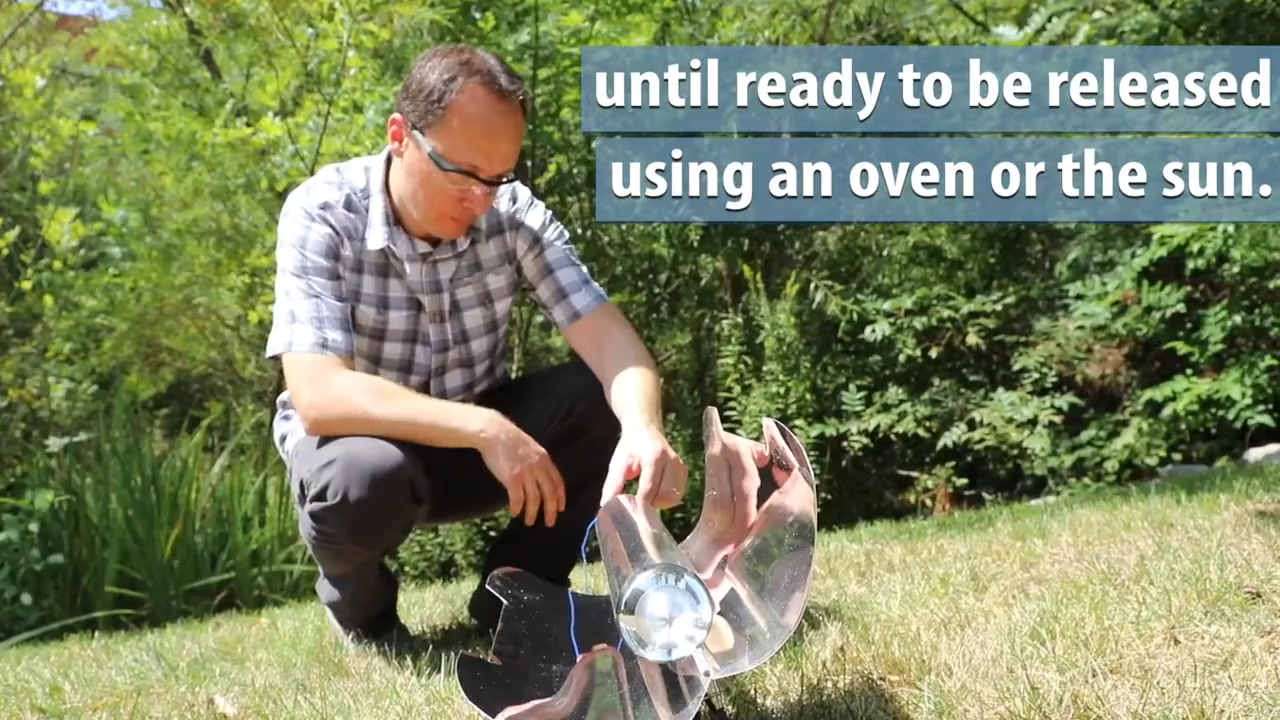 until ready to be released
using an oven or the sun.